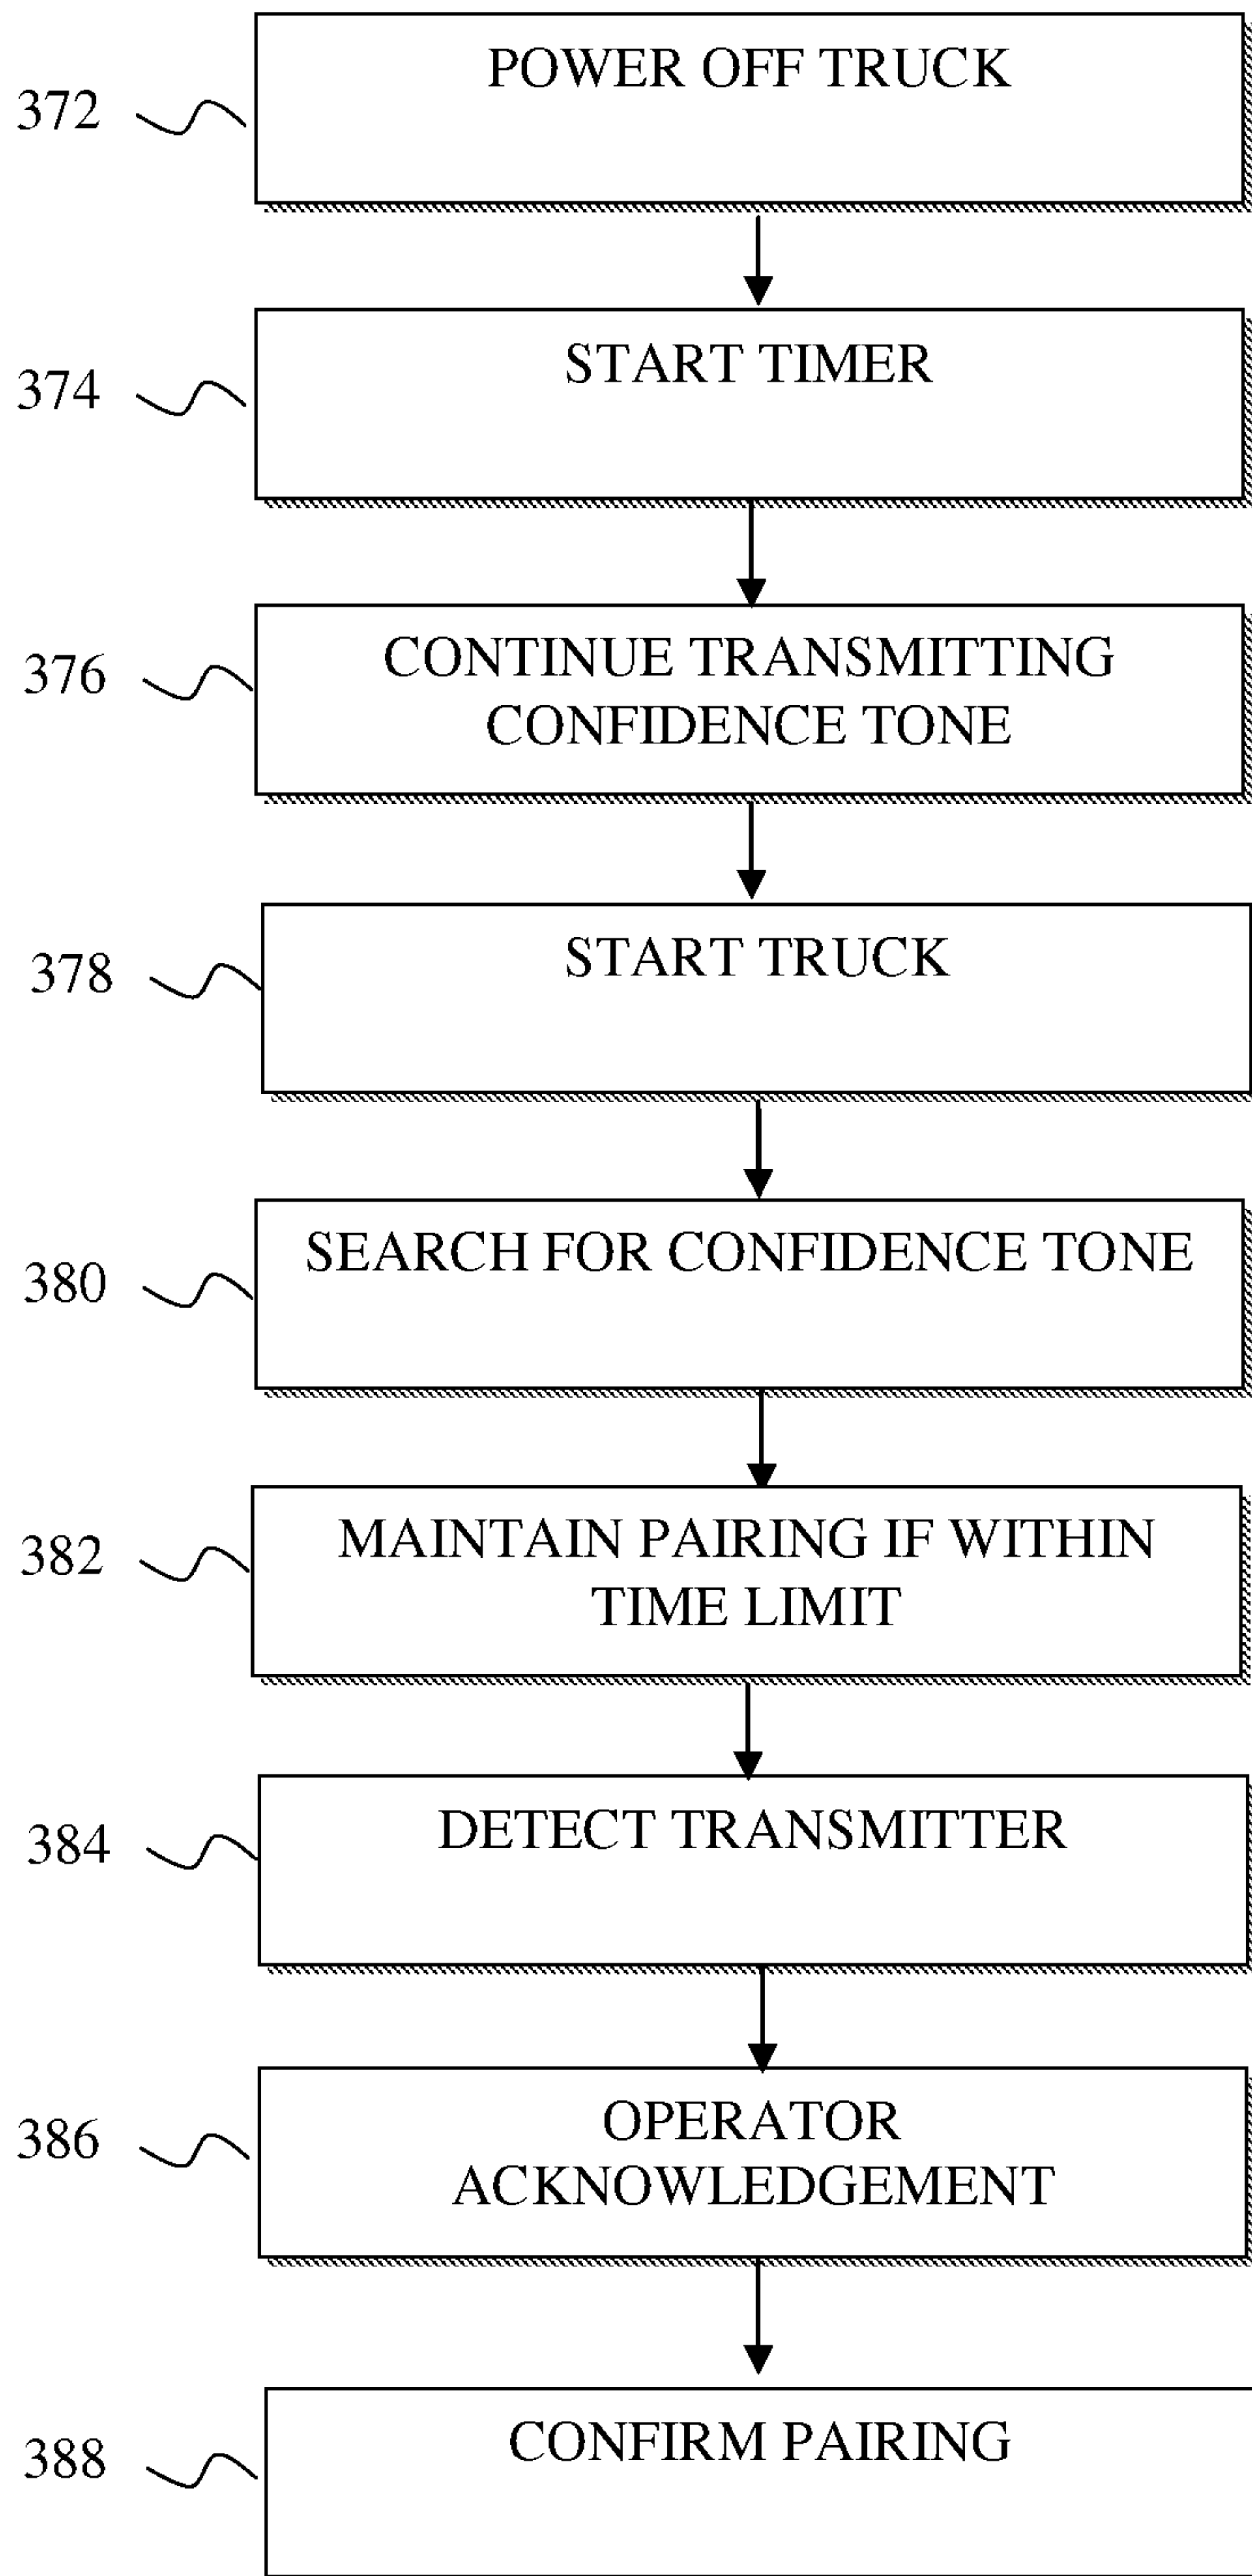 POWER OFF TRUCK
372
START TIMER
374
CONTINUE TRANSMITTING
CONFIDENCE TONE
376
START TRUCK
378
SEARCH FOR CONFIDENCE TONE
380
MAINTAIN PAIRING IF WITHIN
TIME LIMIT
382
DETECT TRANSMITTER
384
OPERATOR
ACKNOWLEDGEMENT
386
CONFIRM PAIRING
388